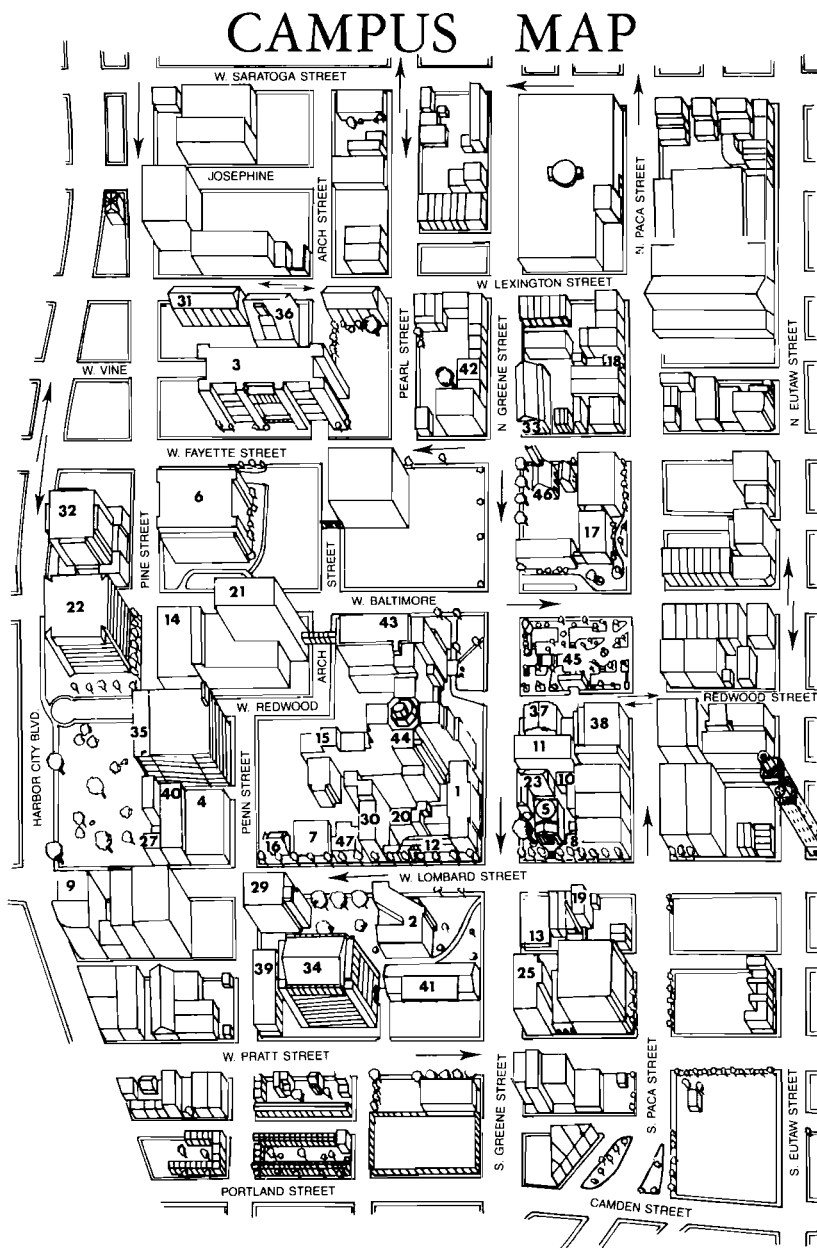 CAMPUS MAP
W. SARATOGA STREET
JOSEPHINE
ARCH STREET
N. PACA STREET
W. LEXINGTON STREET
31
36
3
W. VINE
PEARL STREET
42
N GREENE STREET
18
33
N. EUTAW STREET
W. FAYETTE STREET
32
6
46
17
PINE STREET
STREET
22
21
14
W. BALTIMORE
43
ARCH
45
HARBOR CITY BLVD.
W. REDWOOD
REDWOOD STREET
35
37
38
15
44
11
PENN STREET
40
4
1
23
10
5
30
20
27
16
7
47
12
8
W. LOMBARD STREET
9
29
2
19
13
39
34
41
25
W. PRATT STREET
S. GREENE STREET
S. PACA STREET
S. EUTAW STREET
PORTLAND STREET
CAMDEN STREET